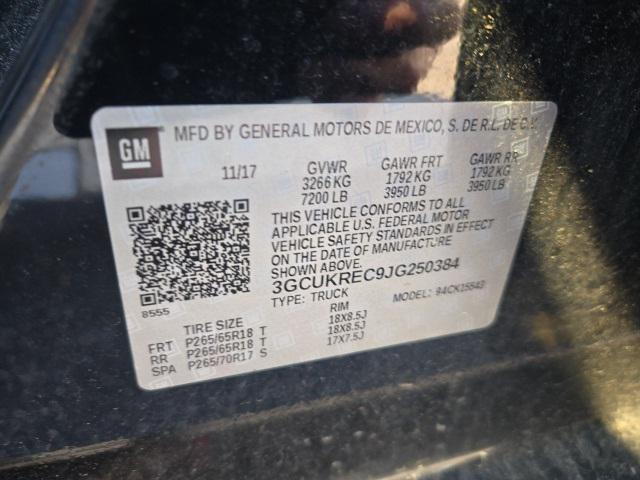 GM MFD BY GENERAL MOTORS DE MEXICO, S. DE R.L. DE C.V.
11/17 GVWR GAWR FRT GAWR RR
3266 KG 1792 KG 1792 KG
7200 LB 3950 LB 3950 LB
THIS VEHICLE CONFORMS TO ALL
APPLICABLE U.S. FEDERAL MOTOR
VEHICLE SAFETY STANDARDS IN EFFECT
ON THE DATE OF MANUFACTURE
SHOWN ABOVE.
3GCUKREC9JG250384
8555 TYPE: TRUCK MODEL: 94CK15543
TIRE SIZE RIM
FRT P265/65R18 T 18X8.5J
RR P265/65R18 T 18X8.5J
SPA P265/70R17 S 17X7.5J